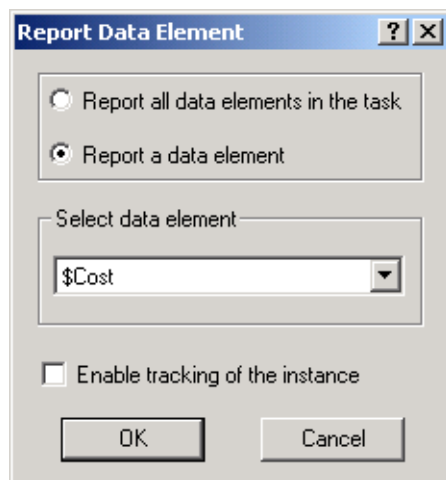 Report Data Element
Report all data elements in the task
Report a data element
Select data element
$Cost
Enable tracking of the instance
OK Cancel